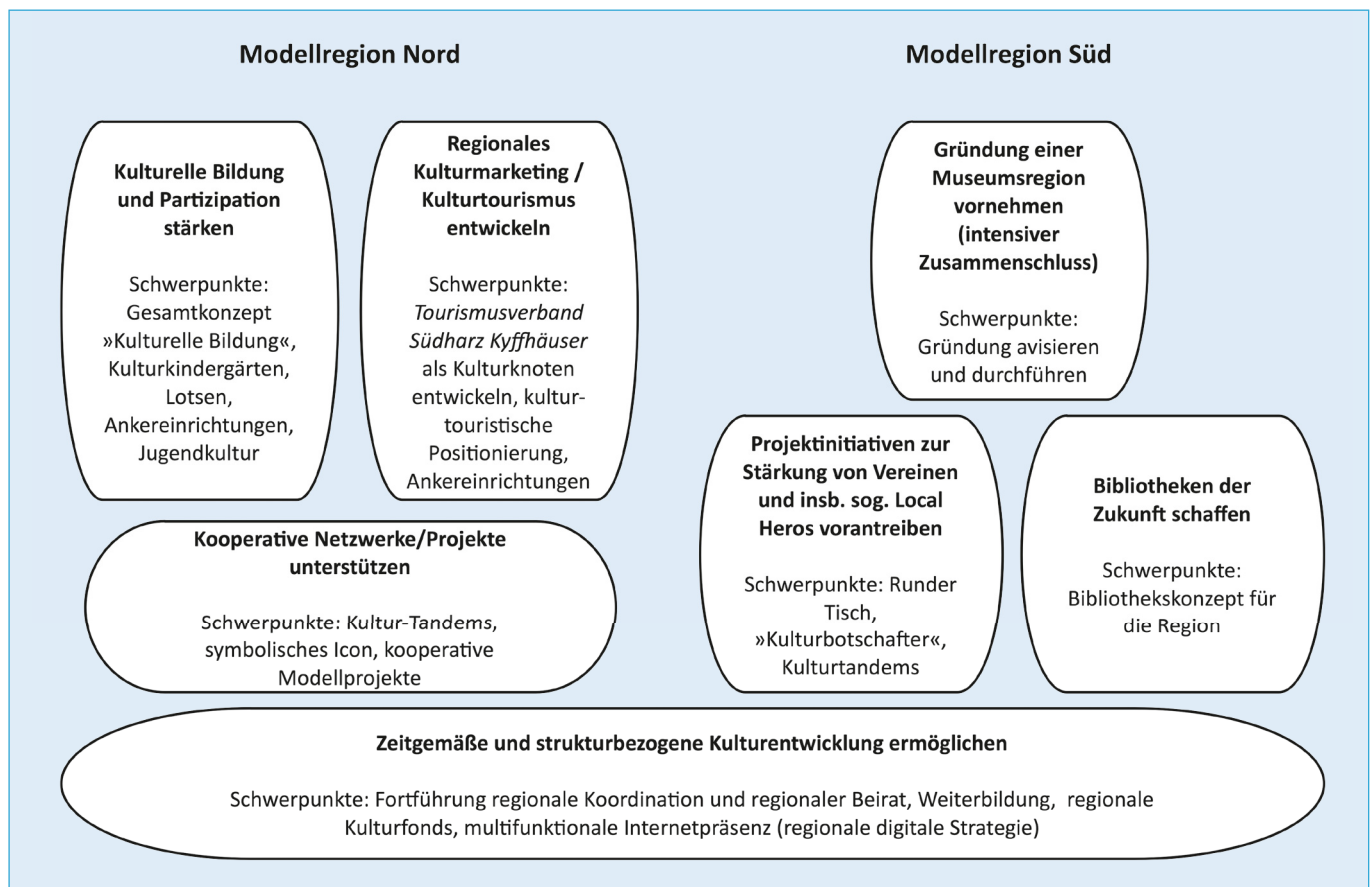 Modellregion Nord
Kulturelle Bildung
und Partizipation
stärken
Schwerpunkte:
Gesamtkonzept
»Kulturelle Bildung«,
Kulturkindergärten,
Lotsen,
Ankereinrichtungen,
Jugendkultur
Regionales
Kulturmarketing /
Kulturtourismus
entwickeln
Schwerpunkte:
Tourismusverband
Südharz Kyffhäuser
als Kulturknoten
entwickeln, kultur-
touristische
Positionierung,
Ankereinrichtungen
Kooperative Netzwerke/Projekte
unterstützen
Schwerpunkte: Kultur-Tandems,
symbolisches Icon, kooperative
Modellprojekte
Modellregion Süd
Gründung einer
Museumsregion
vornehmen
(intensiver
Zusammenschluss)
Schwerpunkte:
Gründung avisieren
und durchführen
Projektinitiativen zur
Stärkung von Vereinen
und insb. sog. Local
Heros vorantreiben
Schwerpunkte: Runder
Tisch,
»Kulturbotschafter«,
Kulturtandems
Bibliotheken der
Zukunft schaffen
Schwerpunkte:
Bibliothekskonzept für
die Region
Zeitgemäße und strukturbezogene Kulturentwicklung ermöglichen
Schwerpunkte: Fortführung regionale Koordination und regionaler Beirat, Weiterbildung, regionale
Kulturfonds, multifunktionale Internetpräsenz (regionale digitale Strategie)